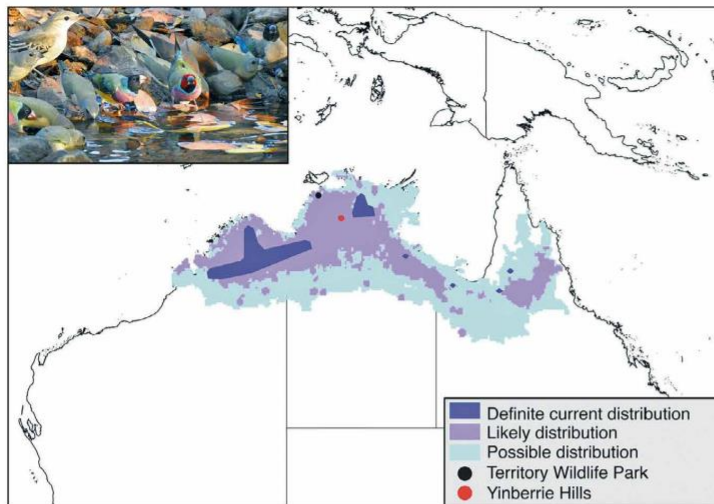 Definite current distribution
Likely distribution
Possible distribution
Territory Wildlife Park
Yinberrie Hills